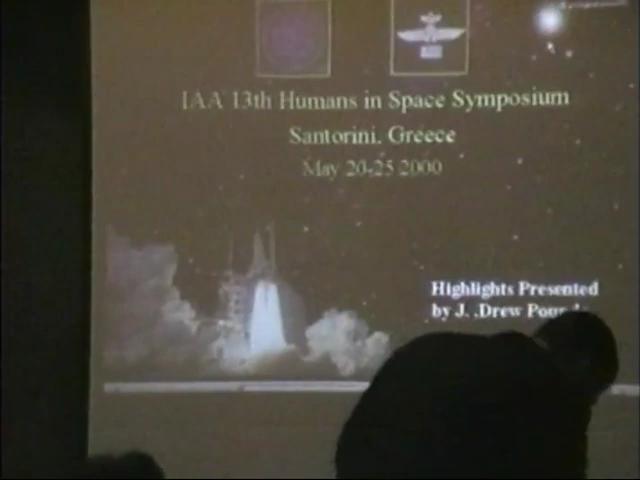 IAA 13th Humans in Space Symposium
Santorini, Greece
May 20-25 2000
Highlights Presented
by J. .Drew